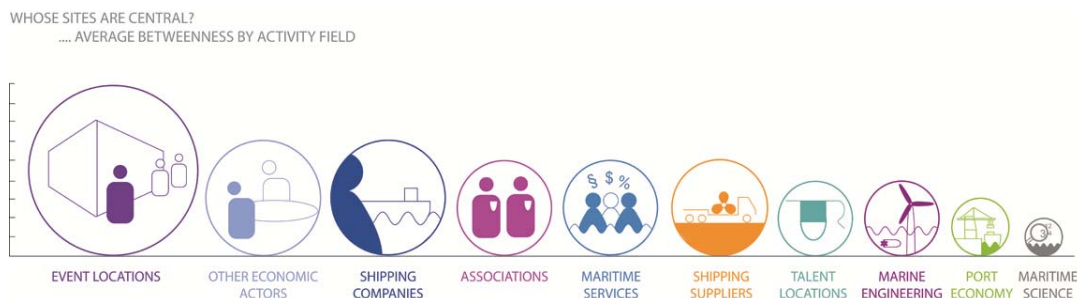 WHOSE SITES ARE CENTRAL?
.... AVERAGE BETWEENNESS BY ACTIVITY FIELD
§ $ %
EVENT LOCATIONS
OTHER ECONOMIC
ACTORS
SHIPPING
COMPANIES
ASSOCIATIONS
MARITIME
SERVICES
SHIPPING
SUPPLIERS
TALENT
LOCATIONS
MARINE
ENGINEERING
PORT
ECONOMY
MARITIME
SCIENCE